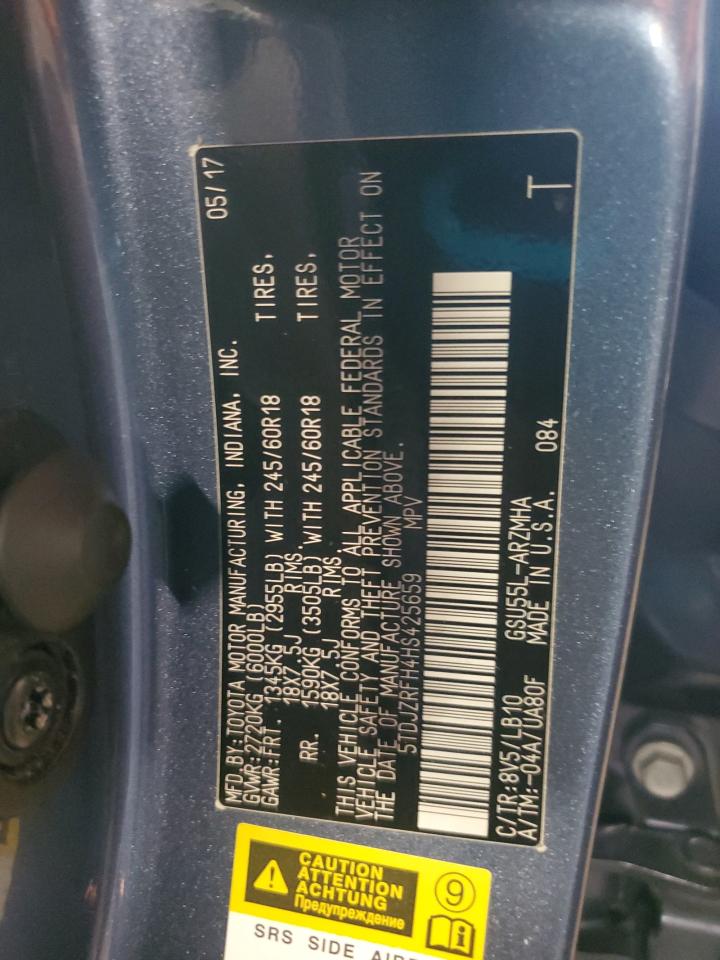 MFD.BY:TOYOTA MOTOR MANUFACTURING, INDIANA, INC. 05/17
GVWR:2720KG (6000LB)
GAWR:FRT. 1345KG (2955LB) WITH 245/60R18 TIRES,
18X7.5J RIMS,
RR. 1590KG (3505LB) WITH 245/60R18 TIRES,
18X7.5J RIMS
THIS VEHICLE CONFORMS TO ALL APPLICABLE FEDERAL MOTOR
VEHICLE SAFETY AND THEFT PREVENTION STANDARDS IN EFFECT ON
THE DATE OF MANUFACTURE SHOWN ABOVE.
5TDJZRFH4HS425659 MPV
C/TR:8V5/LB10 GSU55L-ARZMHA 084
A/TM:-04A/UA80F MADE IN U.S.A. T
CAUTION
ATTENTION
ACHTUNG
Предупреждение
9
i
SRS SIDE